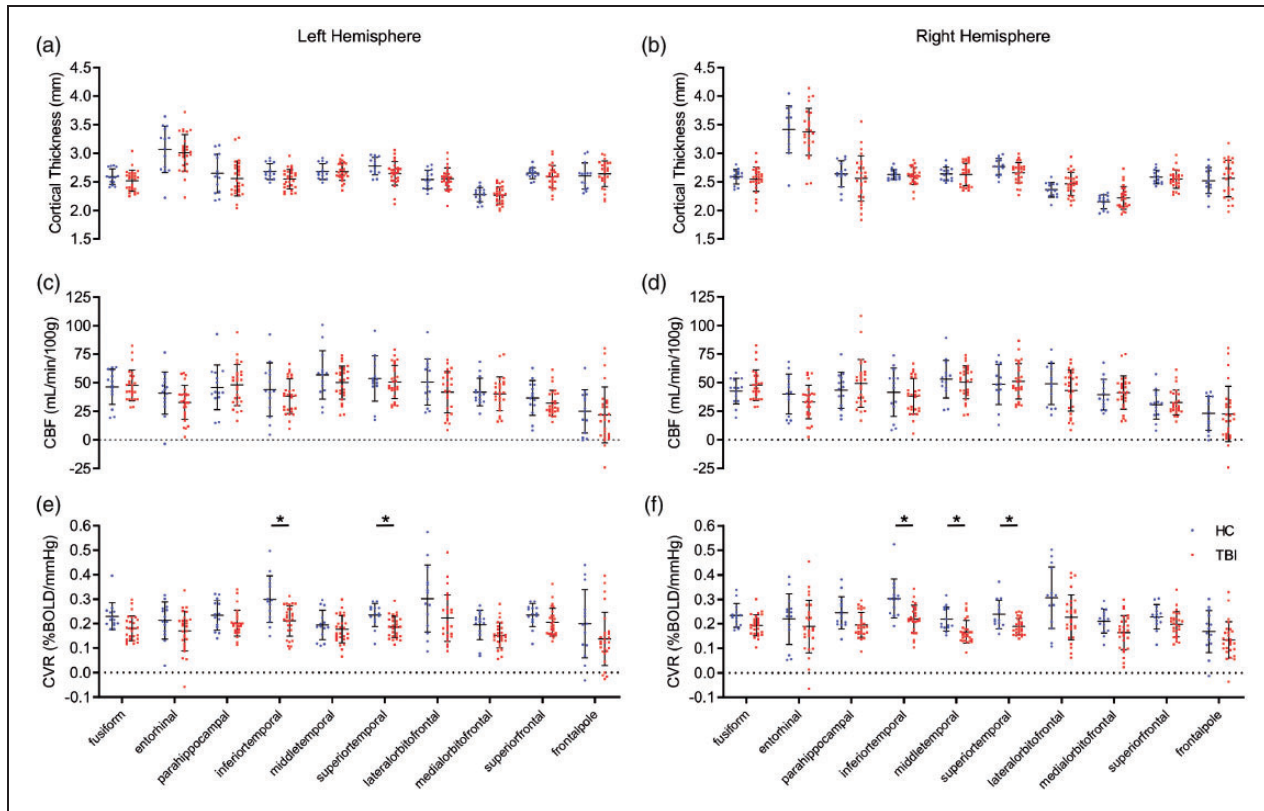 Left Hemisphere
Right Hemisphere
(a)
Cortical Thickness (mm)
4.5
4.0
3.5
3.0
2.5
2.0
1.5
(b)
Cortical Thickness (mm)
4.5
4.0
3.5
3.0
2.5
2.0
1.5
(c)
CBF (mL/min/100g)
125
100
75
50
25
0
-25
(d)
CBF (mL/min/100g)
125
100
75
50
25
0
-25
(e)
CVR (%BOLD/mmHg)
0.6
0.5
0.4
0.3
0.2
0.1
0.0
-0.1
* *
fusiform
entorhinal
parahippocampal
inferiortemporal
middletemporal
superiortemporal
lateralorbitofrontal
medialorbitofrontal
superiorfrontal
frontalpole
(f)
CVR (%BOLD/mmHg)
0.6
0.5
0.4
0.3
0.2
0.1
0.0
-0.1
* * *
HC
TBI
fusiform
entorhinal
parahippocampal
inferiortemporal
middletemporal
superiortemporal
lateralorbitofrontal
medialorbitofrontal
superiorfrontal
frontalpole